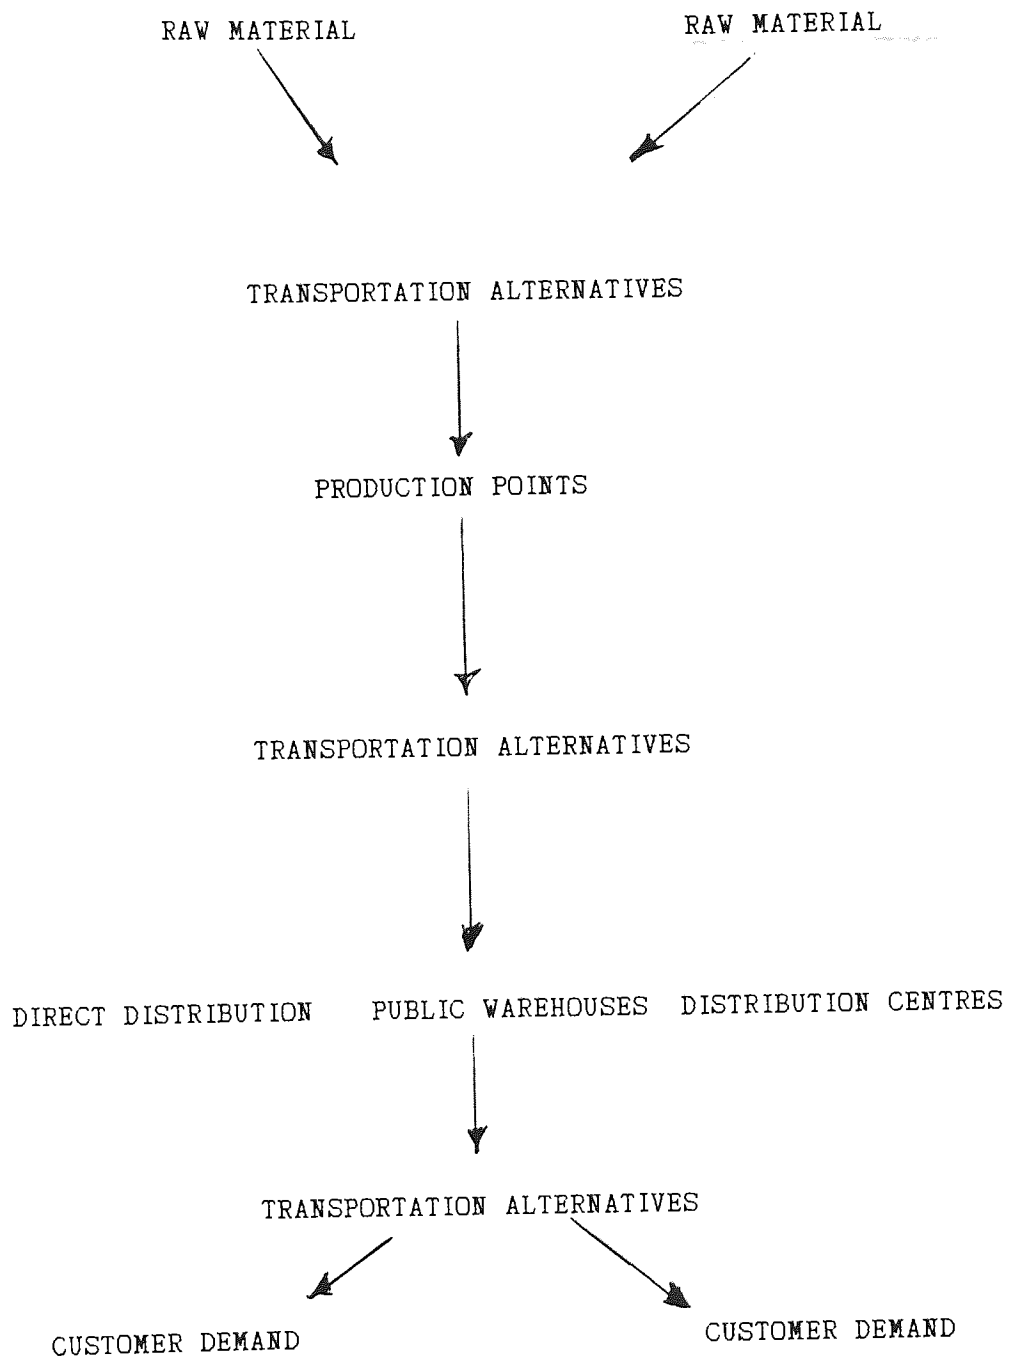 RAW MATERIAL RAW MATERIAL
TRANSPORTATION ALTERNATIVES
PRODUCTION POINTS
TRANSPORTATION ALTERNATIVES
DIRECT DISTRIBUTION PUBLIC WAREHOUSES DISTRIBUTION CENTRES
TRANSPORTATION ALTERNATIVES
CUSTOMER DEMAND CUSTOMER DEMAND